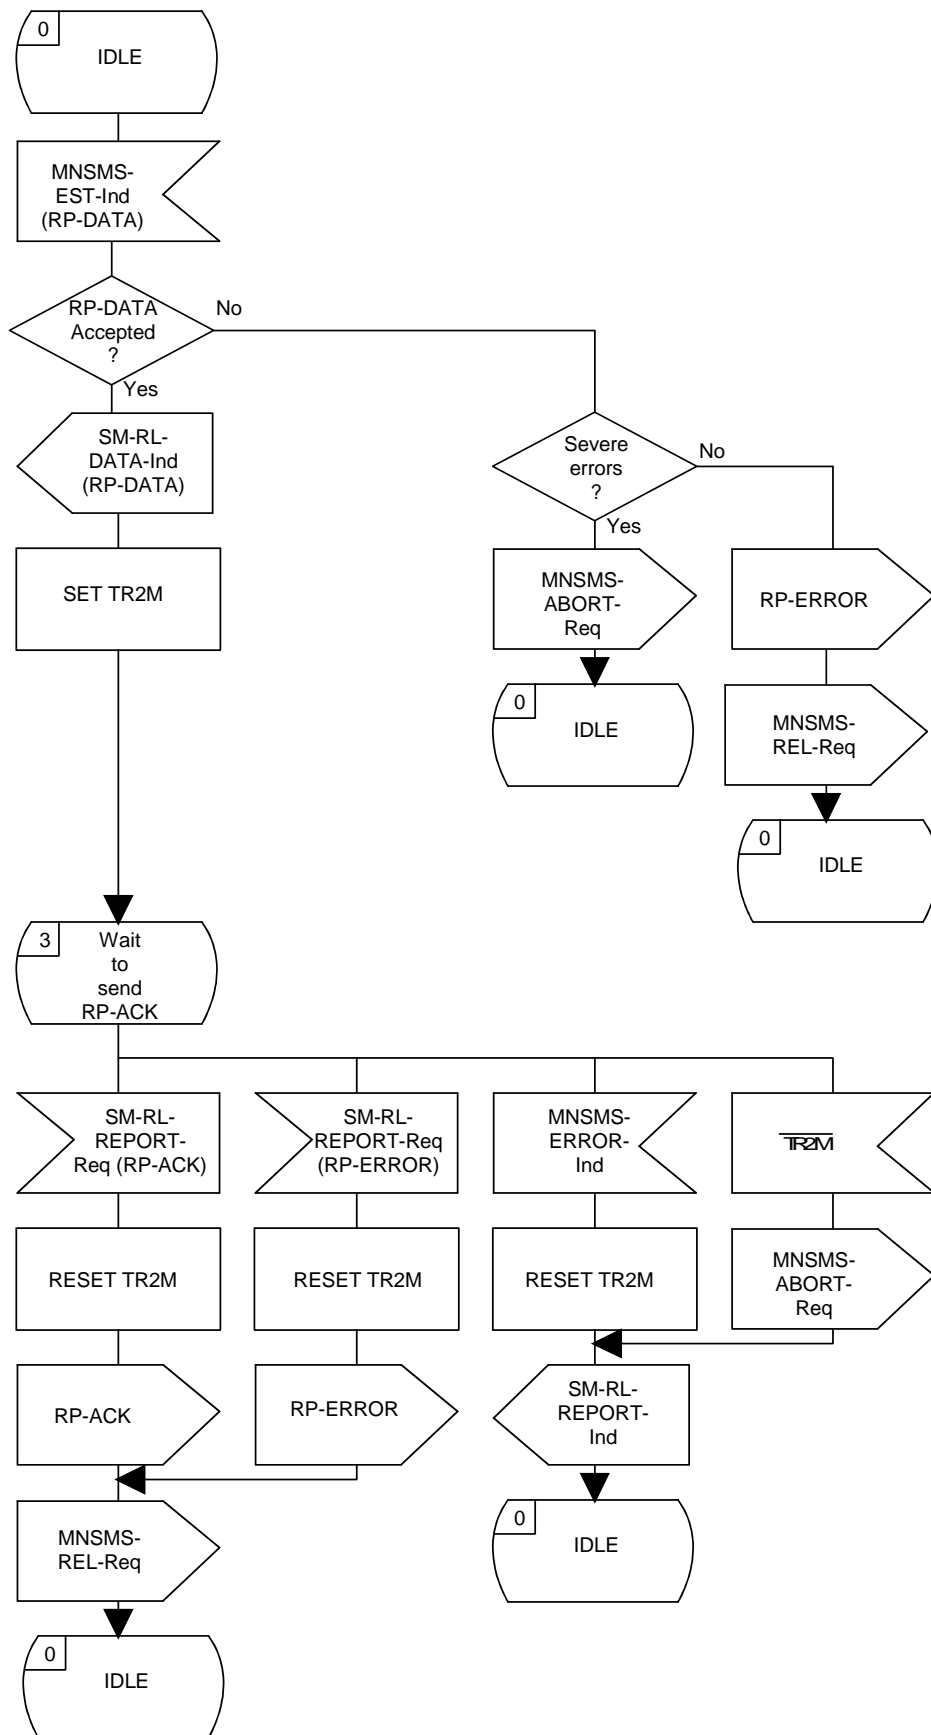 0
IDLE
MNSMS-
EST-Ind
(RP-DATA)
RP-DATA
Accepted
?
No
Yes
SM-RL-
DATA-Ind
(RP-DATA)
Severe
errors
?
No
Yes
SET TR2M
MNSMS-
ABORT-
Req
RP-ERROR
0
IDLE
MNSMS-
REL-Req
0
IDLE
3
Wait
to
send
RP-ACK
SM-RL-
REPORT-
Req (RP-ACK)
SM-RL-
REPORT-Req
(RP-ERROR)
MNSMS-
ERROR-
Ind
TR2M
RESET TR2M
RESET TR2M
RESET TR2M
MNSMS-
ABORT-
Req
RP-ACK
RP-ERROR
SM-RL-
REPORT-
Ind
MNSMS-
REL-Req
0
IDLE
0
IDLE